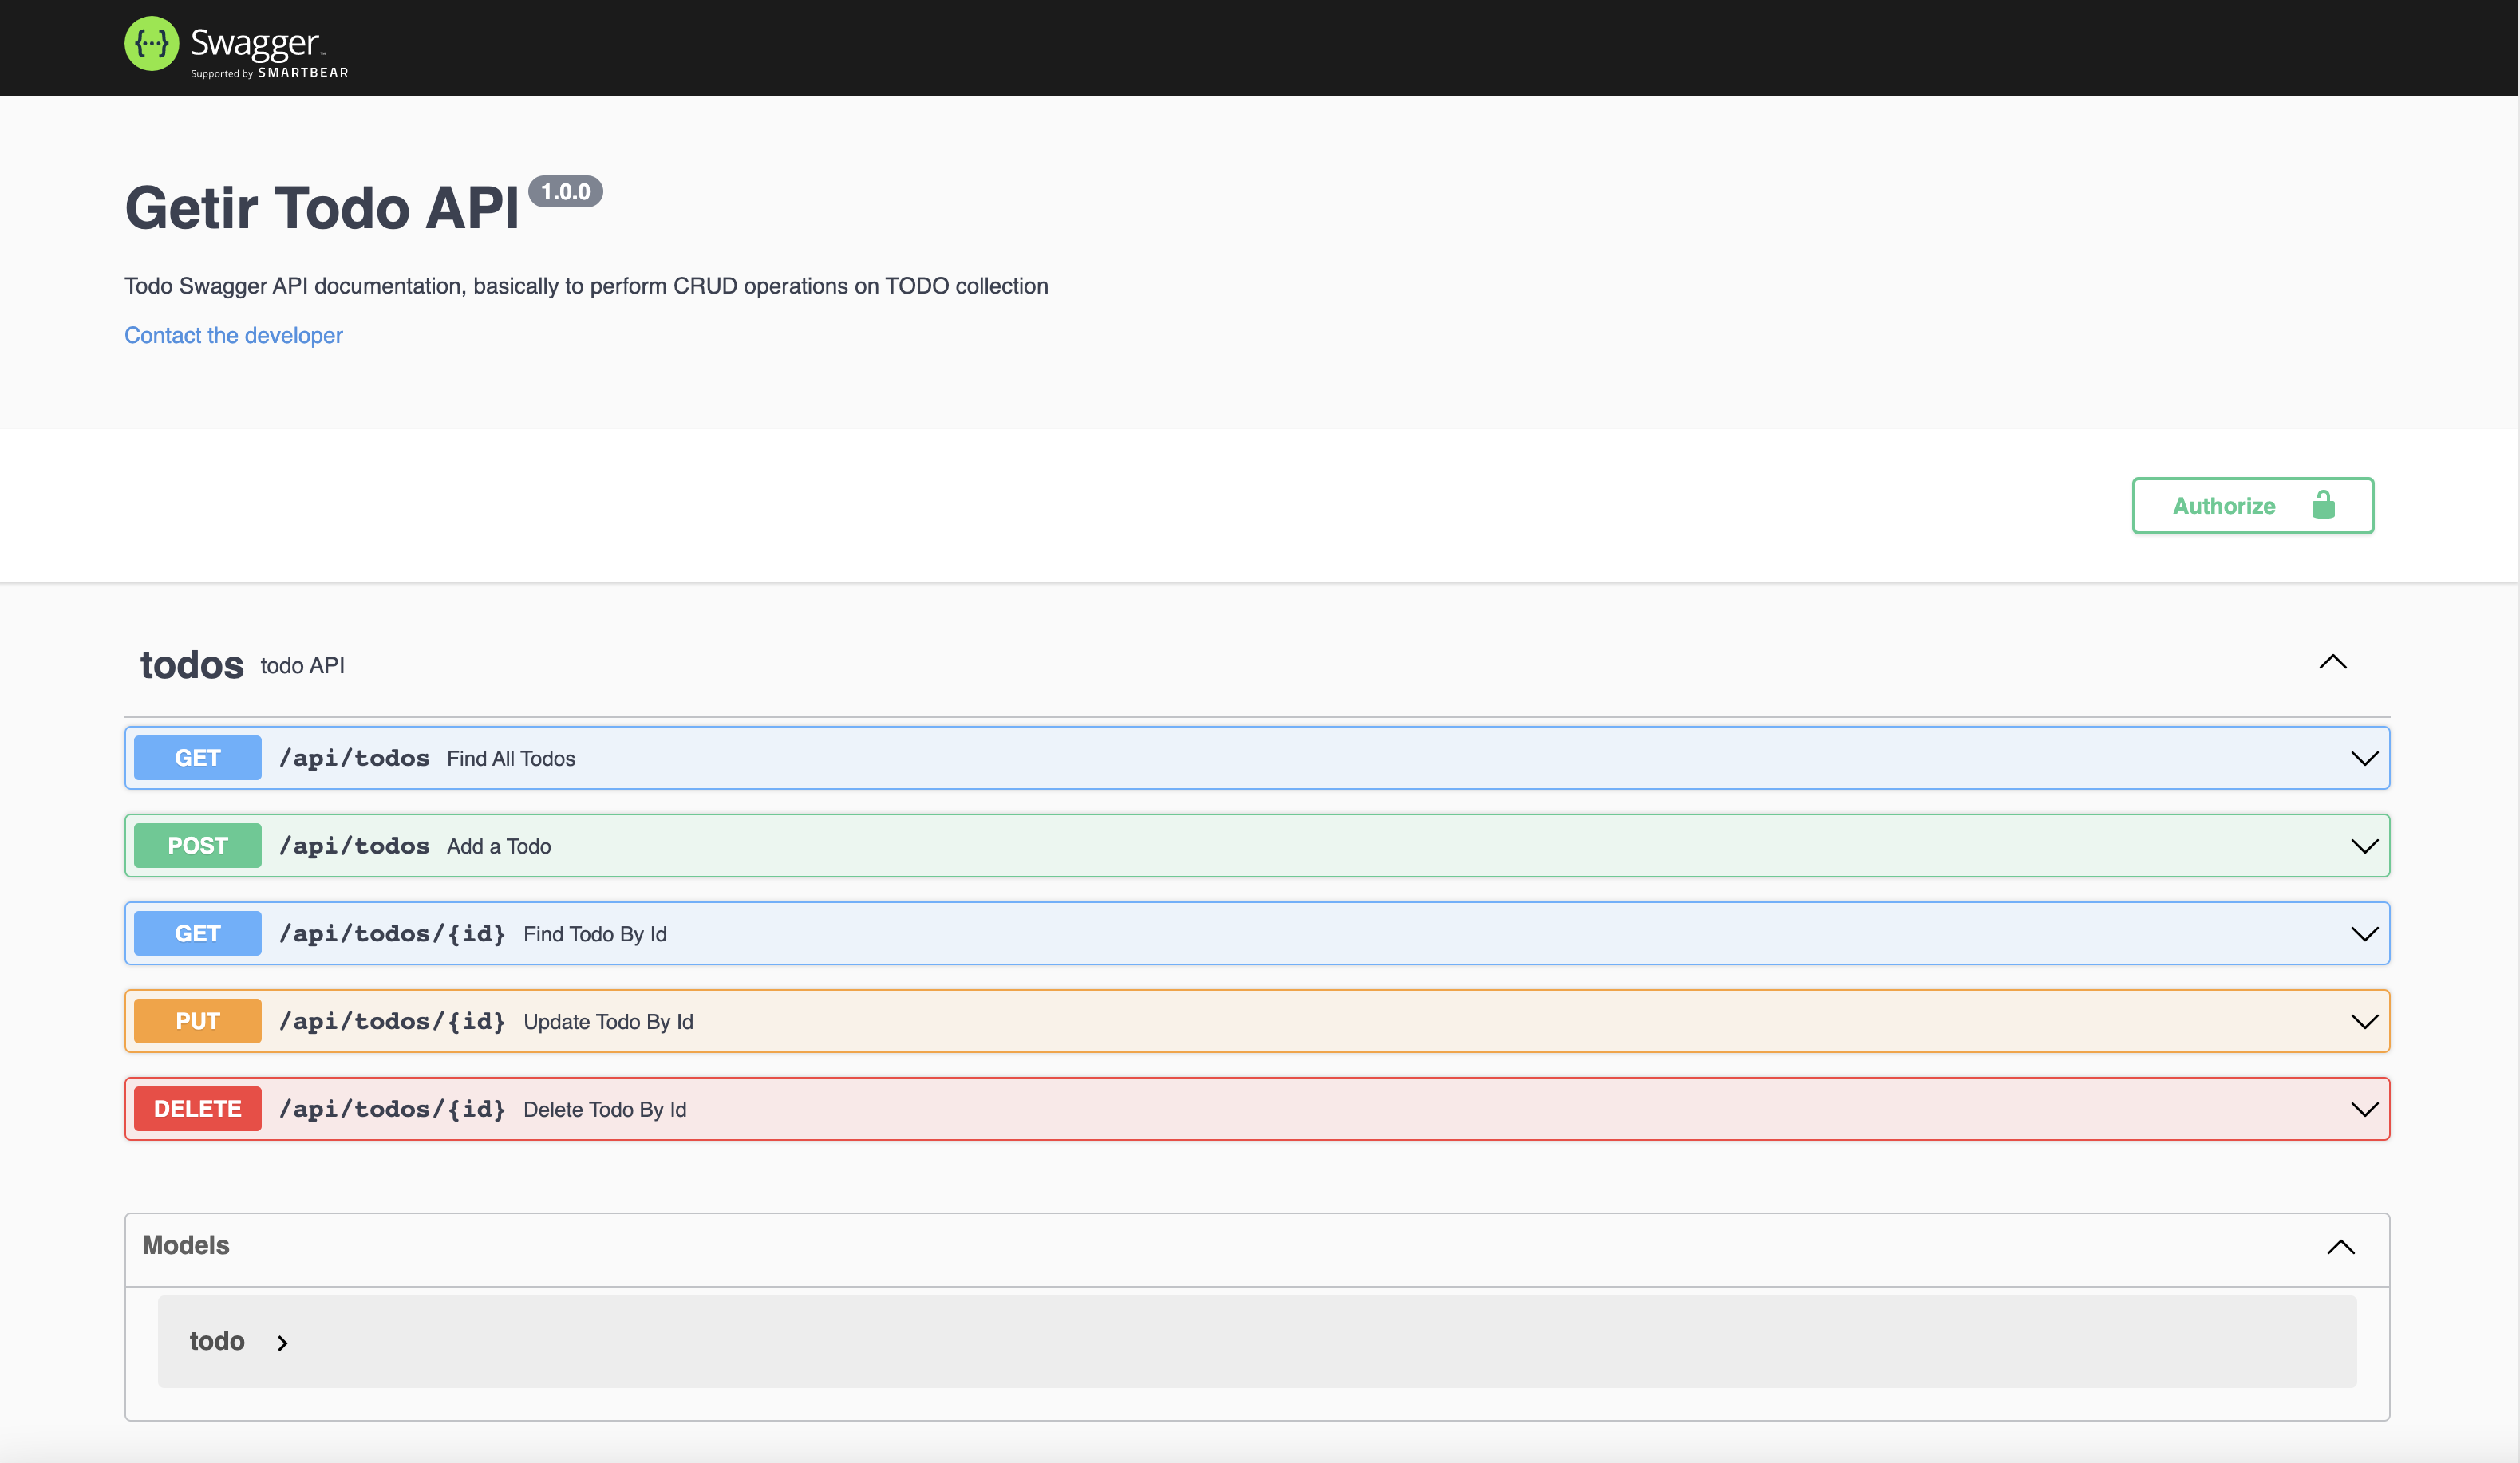 {...} Swagger™
Supported by SMARTBEAR
Getir Todo API 1.0.0
Todo Swagger API documentation, basically to perform CRUD operations on TODO collection
Contact the developer
Authorize
todos todo API
GET /api/todos Find All Todos
POST /api/todos Add a Todo
GET /api/todos/{id} Find Todo By Id
PUT /api/todos/{id} Update Todo By Id
DELETE /api/todos/{id} Delete Todo By Id
Models
todo